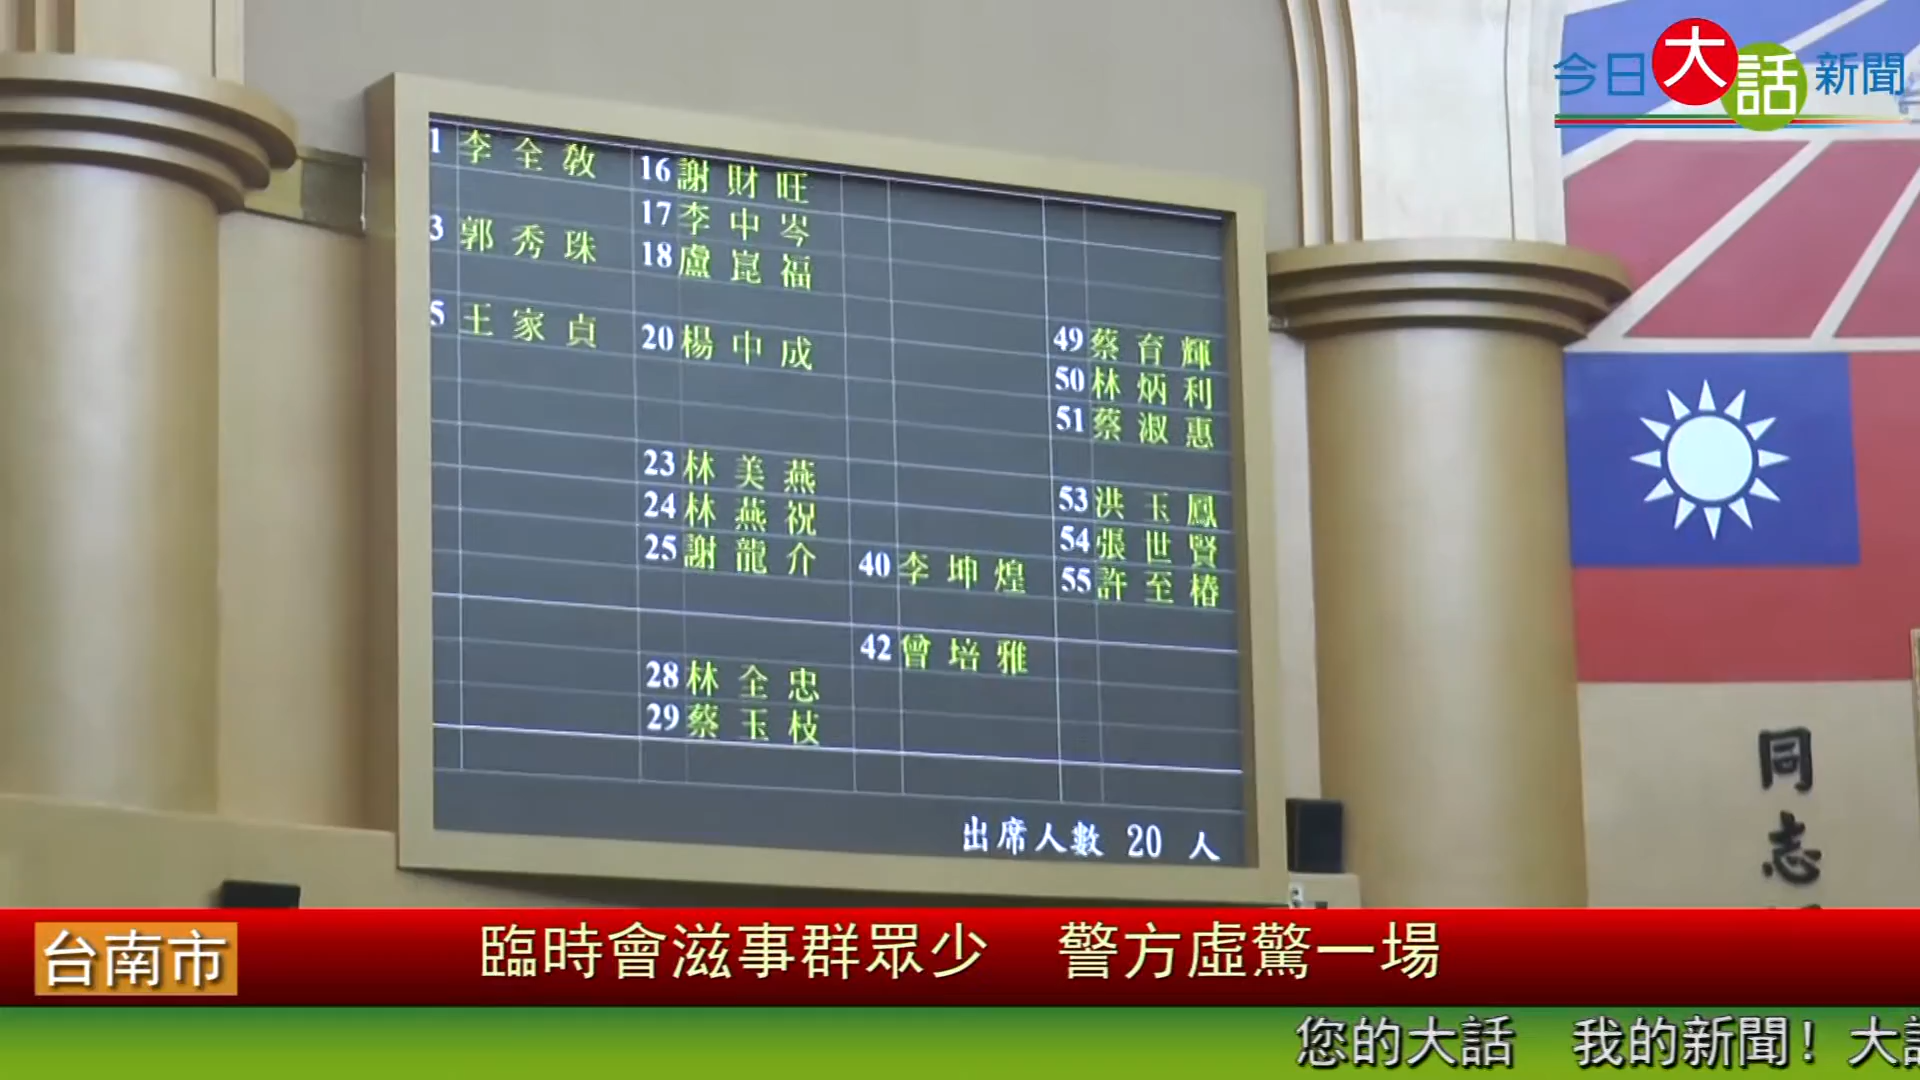 今日大話新聞
1 李全教
3 郭秀珠
5 王家貞
16 謝財旺
17 李中岑
18 盧崑福
20 楊中成
23 林美燕
24 林燕祝
25 謝龍介
28 林全忠
29 蔡玉枝
40 李坤煌
42 曾培雅
49 蔡育輝
50 林炳利
51 蔡淑惠
53 洪玉鳳
54 張世賢
55 許至椿
出席人數 20 人
同志
台南市
臨時會滋事群眾少 警方虛驚一場
您的大話 我的新聞！大